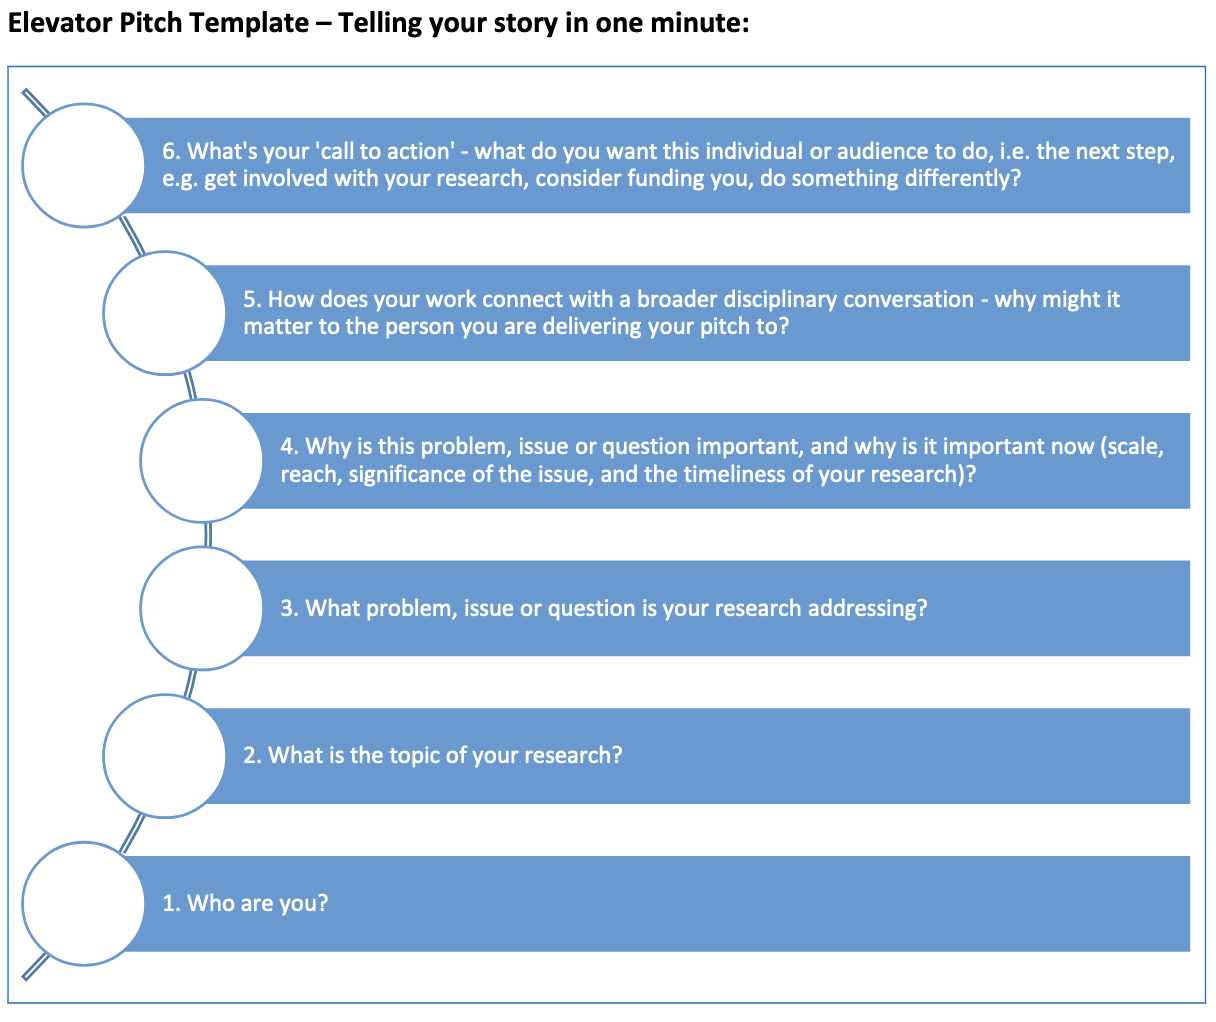 Elevator Pitch Template – Telling your story in one minute:
6. What's your 'call to action' - what do you want this individual or audience to do, i.e. the next step,
e.g. get involved with your research, consider funding you, do something differently?
5. How does your work connect with a broader disciplinary conversation - why might it
matter to the person you are delivering your pitch to?
4. Why is this problem, issue or question important, and why is it important now (scale,
reach, significance of the issue, and the timeliness of your research)?
3. What problem, issue or question is your research addressing?
2. What is the topic of your research?
1. Who are you?